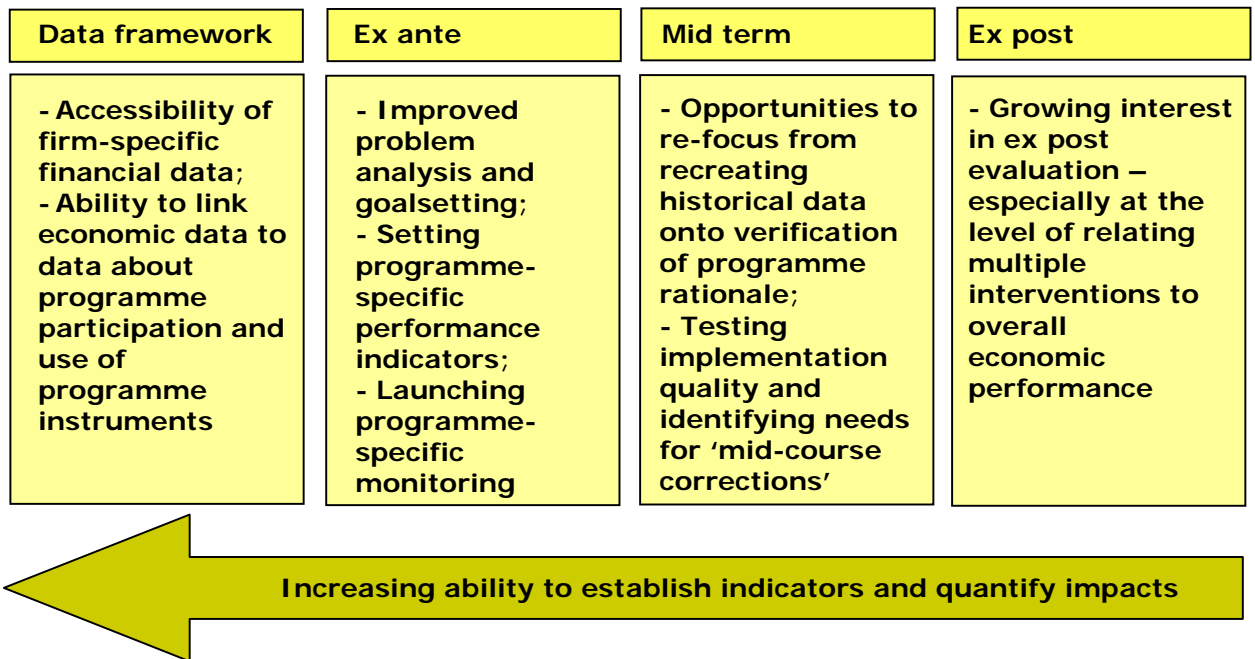 Data framework
- Accessibility of
firm-specific
financial data;
- Ability to link
economic data to
data about
programme
participation and
use of
programme
instruments
Ex ante
- Improved
problem
analysis and
goalsetting;
- Setting
programme-
specific
performance
indicators;
- Launching
programme-
specific
monitoring
Mid term
- Opportunities to
re-focus from
recreating
historical data
onto verification
of programme
rationale;
- Testing
implementation
quality and
identifying needs
for ‘mid-course
corrections’
Ex post
- Growing interest
in ex post
evaluation –
especially at the
level of relating
multiple
interventions to
overall
economic
performance
Increasing ability to establish indicators and quantify impacts